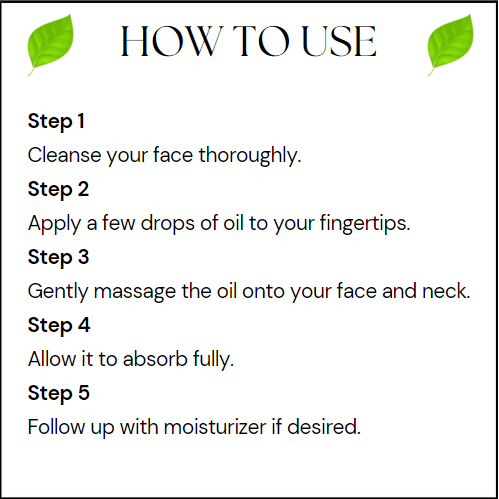 HOW TO USE
Step 1
Cleanse your face thoroughly.
Step 2
Apply a few drops of oil to your fingertips.
Step 3
Gently massage the oil onto your face and neck.
Step 4
Allow it to absorb fully.
Step 5
Follow up with moisturizer if desired.